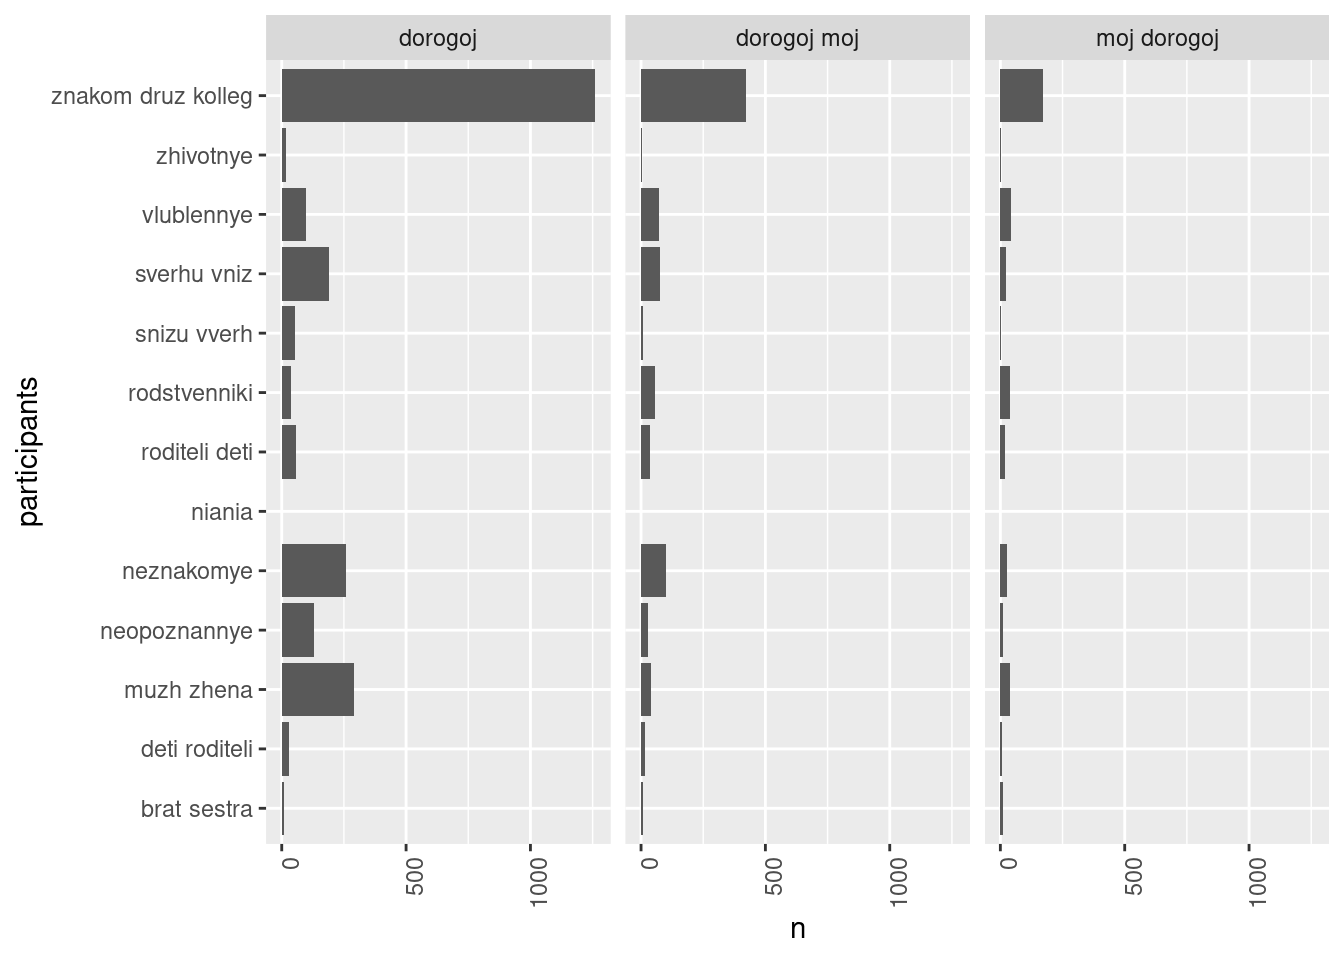 dorogoj
dorogoj moj
moj dorogoj
znakom druz kolleg
zhivotnye
vlublennye
sverhu vniz
snizu vverh
rodstvenniki
roditeli deti
niania
neznakomye
neopoznannye
muzh zhena
deti roditeli
brat sestra
participants
0 500 1000
0 500 1000
0 500 1000
n